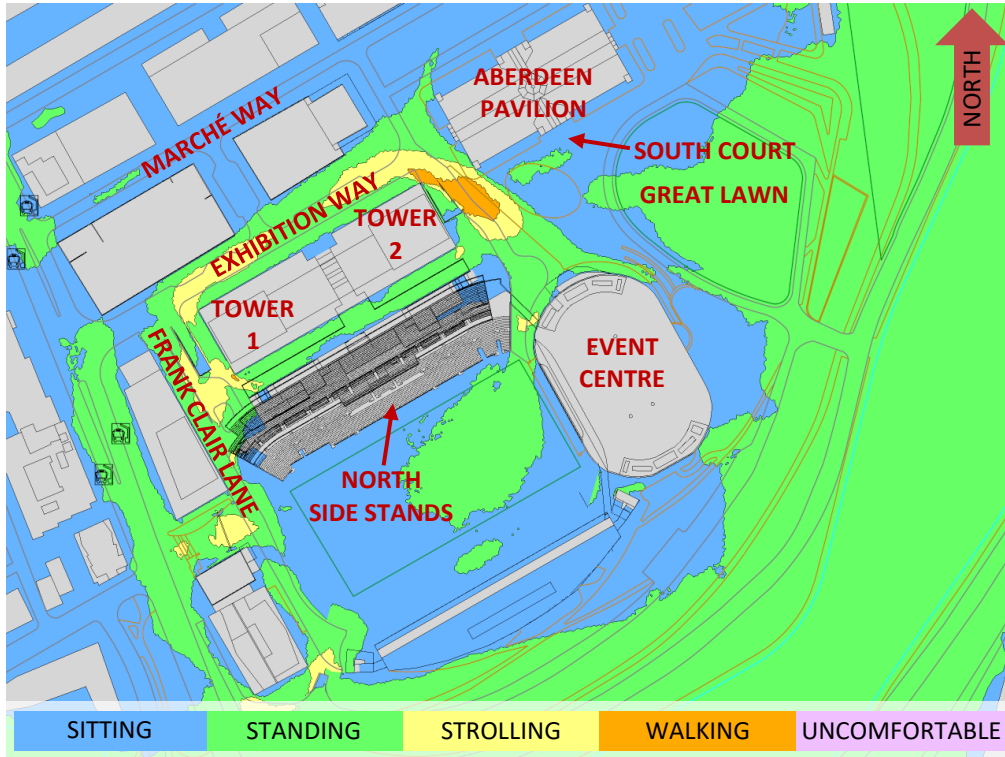 ABERDEEN
PAVILION
NORTH
MARCHÉ WAY
SOUTH COURT
GREAT LAWN
EXHIBITION WAY
TOWER
2
TOWER
1
FRANK CLAIR LANE
EVENT
CENTRE
NORTH
SIDE STANDS
SITTING
STANDING
STROLLING
WALKING
UNCOMFORTABLE